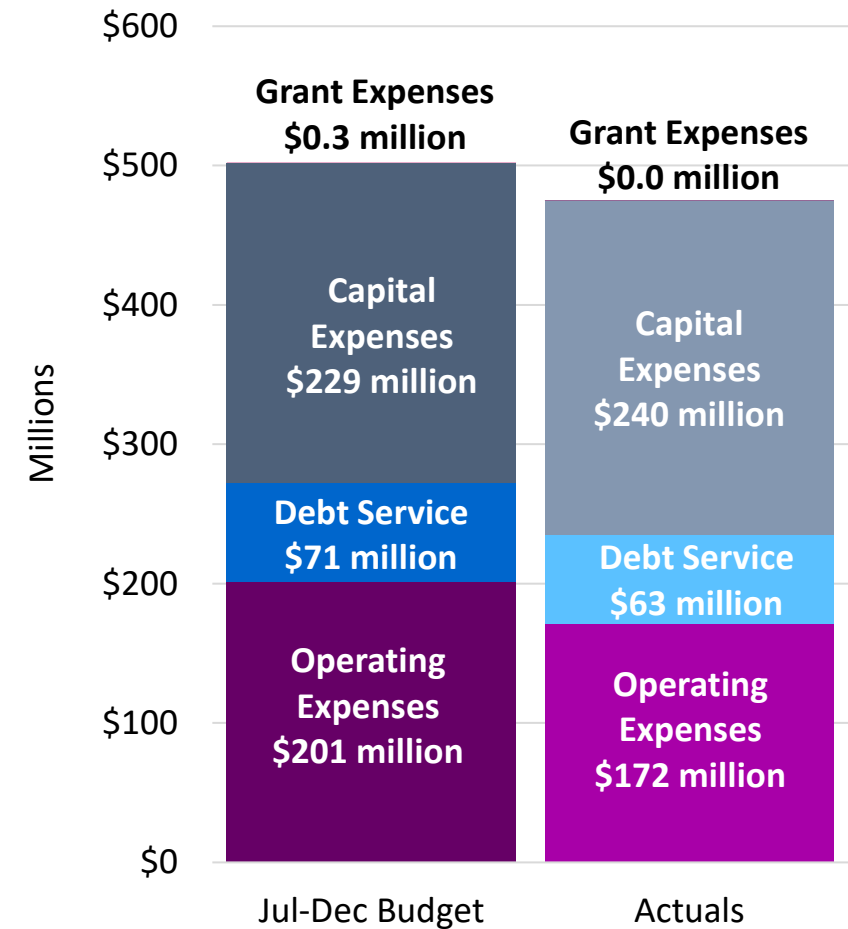 $600
$500
$400
$300
$200
$100
$0
Millions
Grant Expenses
$0.3 million
Capital
Expenses
$229 million
Debt Service
$71 million
Operating
Expenses
$201 million
Jul-Dec Budget
Grant Expenses
$0.0 million
Capital
Expenses
$240 million
Debt Service
$63 million
Operating
Expenses
$172 million
Actuals